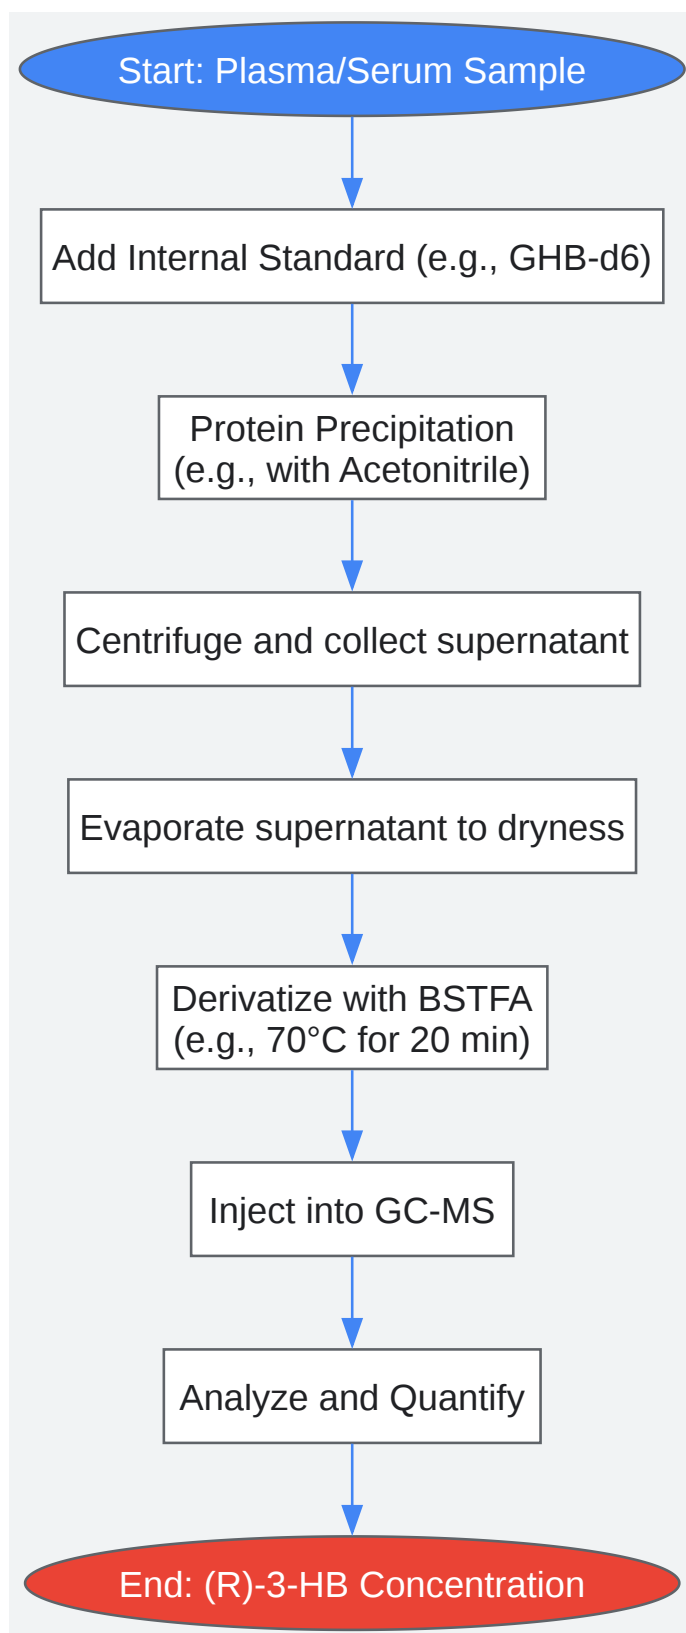 Start: Plasma/Serum Sample
Add Internal Standard (e.g., GHB-d6)
Protein Precipitation
(e.g., with Acetonitrile)
Centrifuge and collect supernatant
Evaporate supernatant to dryness
Derivatize with BSTFA
(e.g., 70°C for 20 min)
Inject into GC-MS
Analyze and Quantify
End: (R)-3-HB Concentration